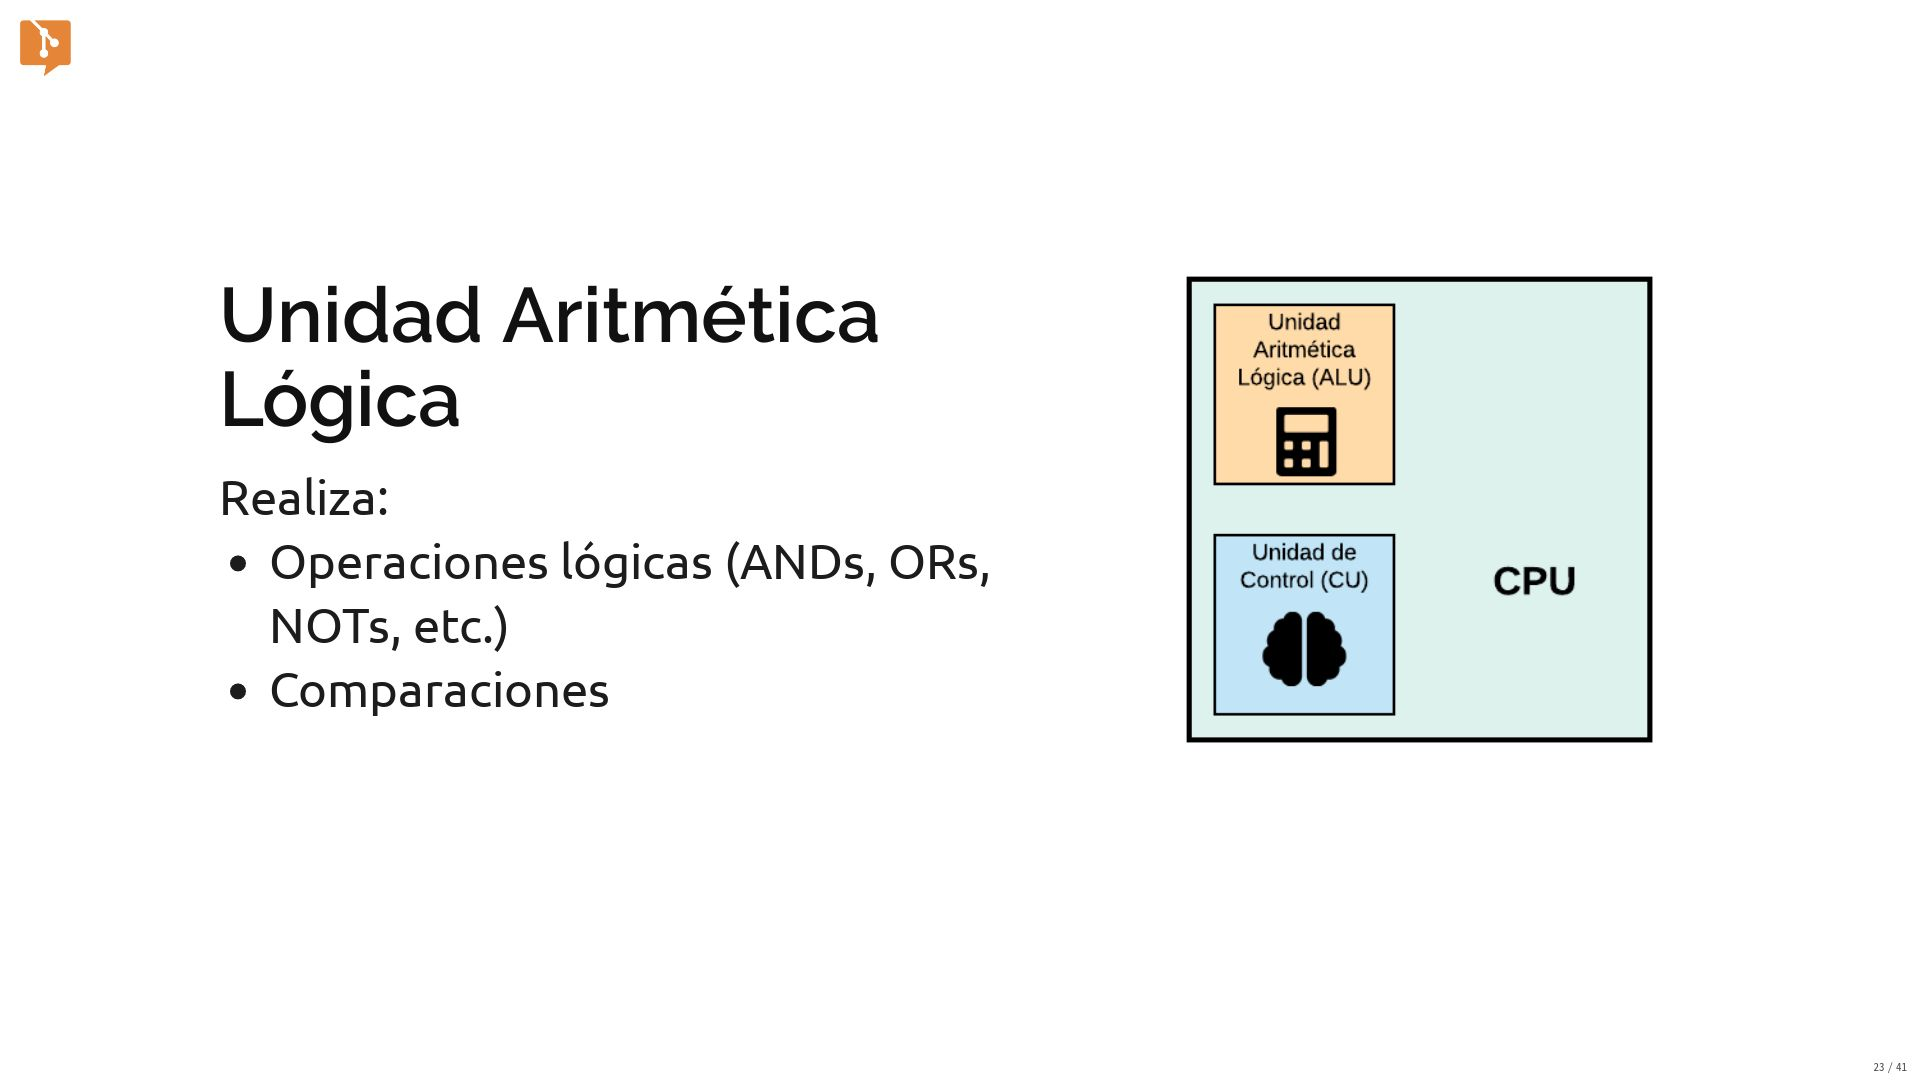 Unidad Aritmética
Lógica
Realiza:
• Operaciones lógicas (ANDs, ORs,
NOTs, etc.)
• Comparaciones
Unidad
Aritmética
Lógica (ALU)
Unidad de
Control (CU)
CPU
23 / 41